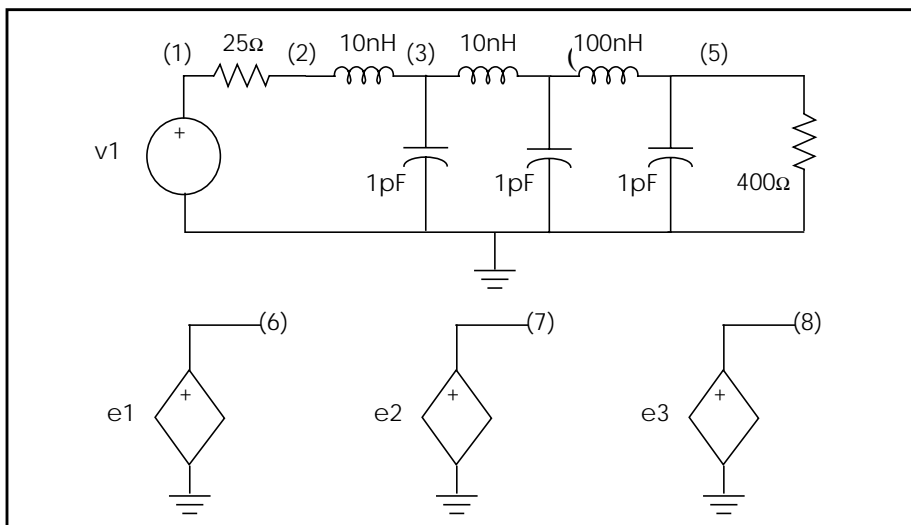 25Ω 10nH 10nH 100nH
(1) (2) (3) ( (5)
+
v1
1pF 1pF 1pF 400Ω
(6) (7) (8)
+ + +
e1 e2 e3